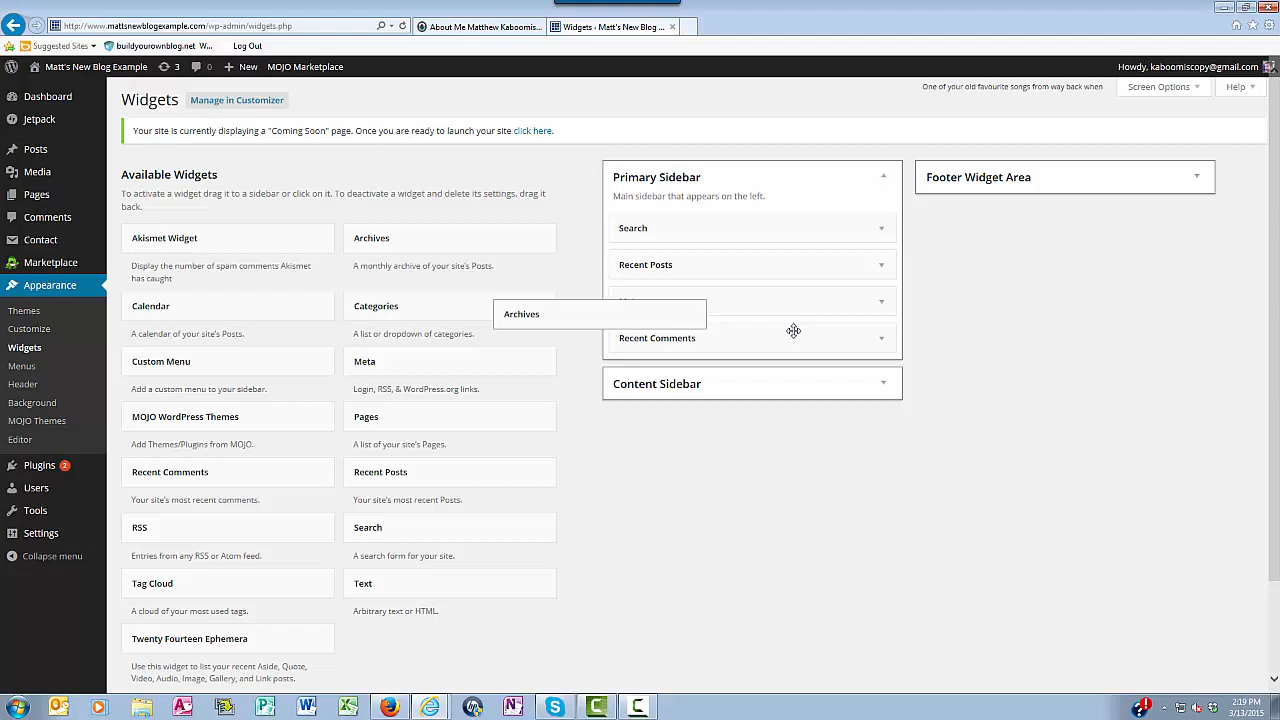 http://www.mattsnewblogexample.com/wp-admin/widgets.php
About Me Matthew Kaboomis...
Widgets ‹ Matt's New Blog ...
Suggested Sites
buildyourownblog.net W...
Log Out
Matt's New Blog Example
3
0
New
MOJO Marketplace
Howdy, kaboomiscopy@gmail.com
Dashboard
Jetpack
Posts
Media
Pages
Comments
Contact
Marketplace
Appearance
Themes
Customize
Widgets
Menus
Header
Background
MOJO Themes
Editor
Plugins 2
Users
Tools
Settings
Collapse menu
Widgets
Manage in Customizer
One of your old favourite songs from way back when
Screen Options
Help
Your site is currently displaying a "Coming Soon" page. Once you are ready to launch your site click here.
Available Widgets
To activate a widget drag it to a sidebar or click on it. To deactivate a widget and delete its settings, drag it
back.
Akismet Widget
Display the number of spam comments Akismet
has caught
Archives
A monthly archive of your site's Posts.
Calendar
A calendar of your site's Posts.
Categories
A list or dropdown of categories.
Custom Menu
Add a custom menu to your sidebar.
Meta
Login, RSS, & WordPress.org links.
MOJO WordPress Themes
Add Themes/Plugins from MOJO.
Pages
A list of your site's Pages.
Recent Comments
Your site's most recent comments.
Recent Posts
Your site's most recent Posts.
RSS
Entries from any RSS or Atom feed.
Search
A search form for your site.
Tag Cloud
A cloud of your most used tags.
Text
Arbitrary text or HTML.
Twenty Fourteen Ephemera
Use this widget to list your recent Aside, Quote,
Video, Audio, Image, Gallery, and Link posts.
Archives
Primary Sidebar
Main sidebar that appears on the left.
Search
Recent Posts
Recent Comments
Content Sidebar
Footer Widget Area
2:19 PM
3/13/2015